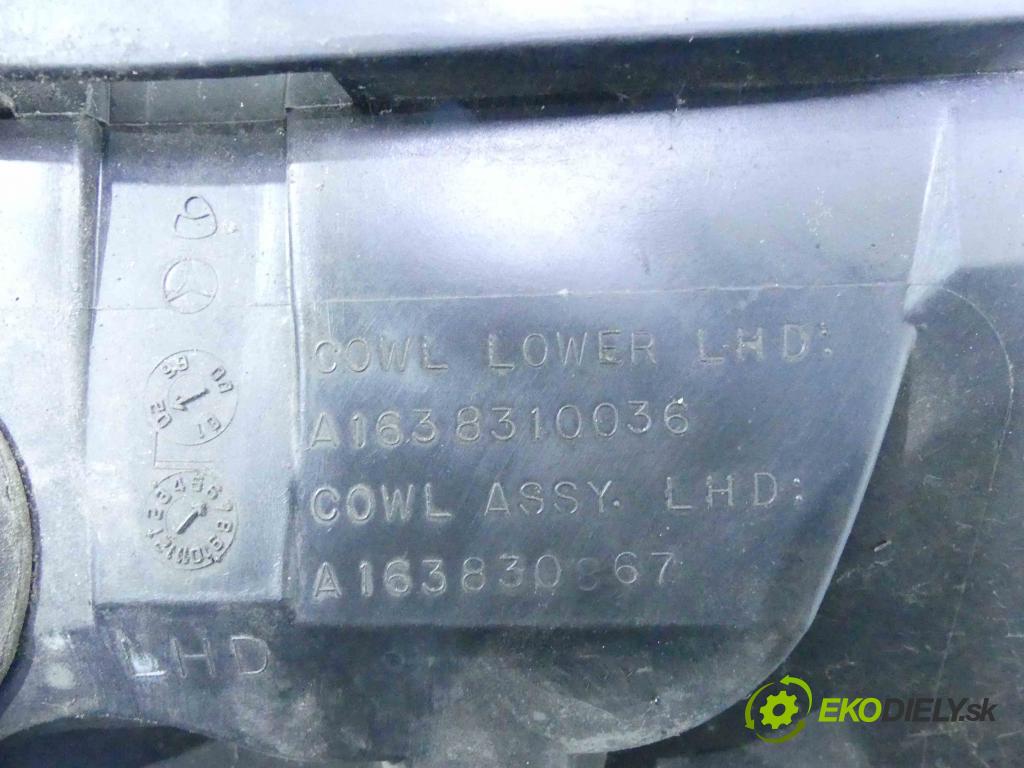 COWL LOWER LHD:
A1638310036
COWL ASSY. LHD:
LHD
EKODIELY.sk